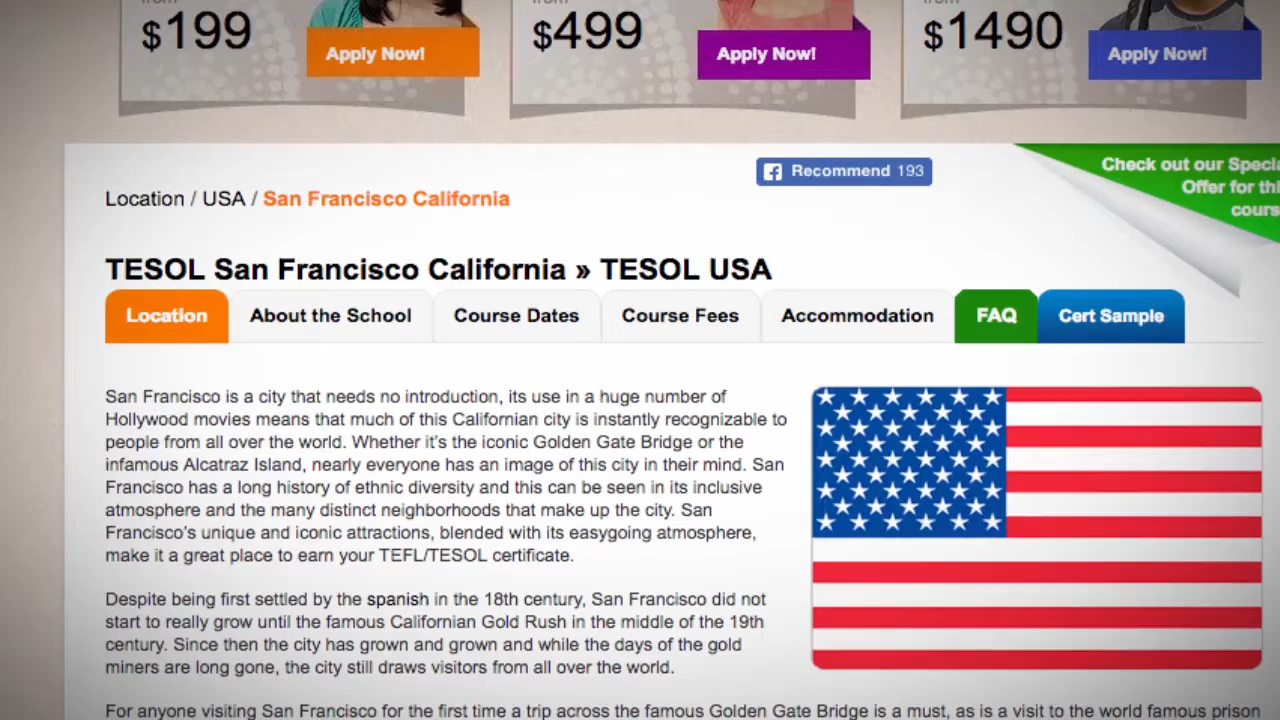 $199
Apply Now!
$499
Apply Now!
$1490
Apply Now!
Recommend 193
Check out our
Offer for
Location / USA / San Francisco California
TESOL San Francisco California » TESOL USA
Location
About the School
Course Dates
Course Fees
Accommodation
FAQ
Cert Sample
San Francisco is a city that needs no introduction, its use in a huge number of
Hollywood movies means that much of this Californian city is instantly recognizable to
people from all over the world. Whether it's the iconic Golden Gate Bridge or the
infamous Alcatraz Island, nearly everyone has an image of this city in their mind. San
Francisco has a long history of ethnic diversity and this can be seen in its inclusive
atmosphere and the many distinct neighborhoods that make up the city. San
Francisco's unique and iconic attractions, blended with its easygoing atmosphere,
make it a great place to earn your TEFL/TESOL certificate.
Despite being first settled by the spanish in the 18th century, San Francisco did not
start to really grow until the famous Californian Gold Rush in the middle of the 19th
century. Since then the city has grown and grown and while the days of the gold
miners are long gone, the city still draws visitors from all over the world.
For anyone visiting San Francisco for the first time a trip across the famous Golden Gate Bridge is a must, as is a visit to the world famous prison